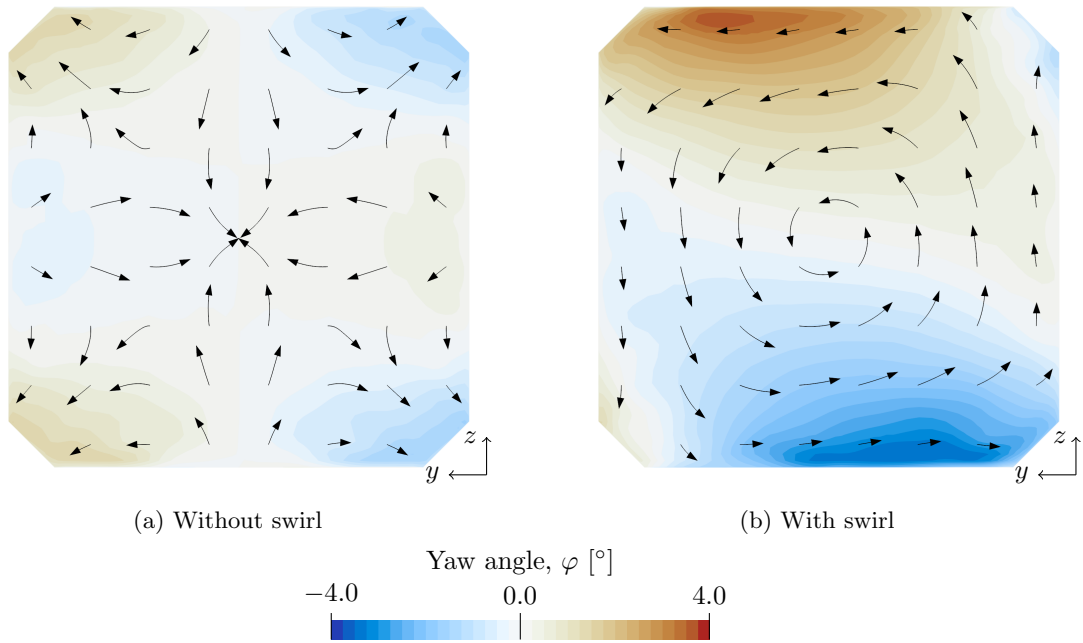 z
y
z
y
(a) Without swirl
(b) With swirl
Yaw angle, φ [°]
−4.0 0.0 4.0